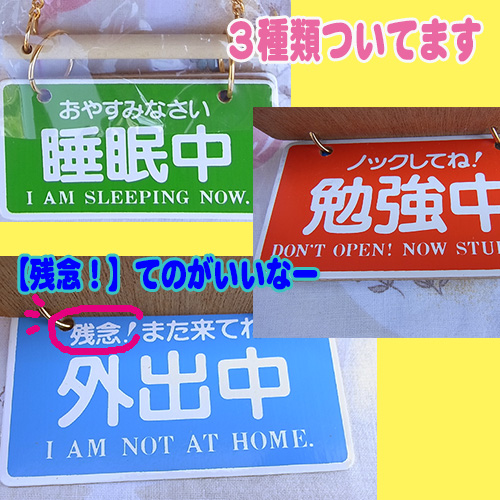 3種類ついてます
おやすみなさい
睡眠中
I AM SLEEPING NOW.
ノックしてね!
勉強中
DON'T OPEN! NOW STU
【残念!】てのがいいなー
残念!また来てね
外出中
I AM NOT AT HOME.